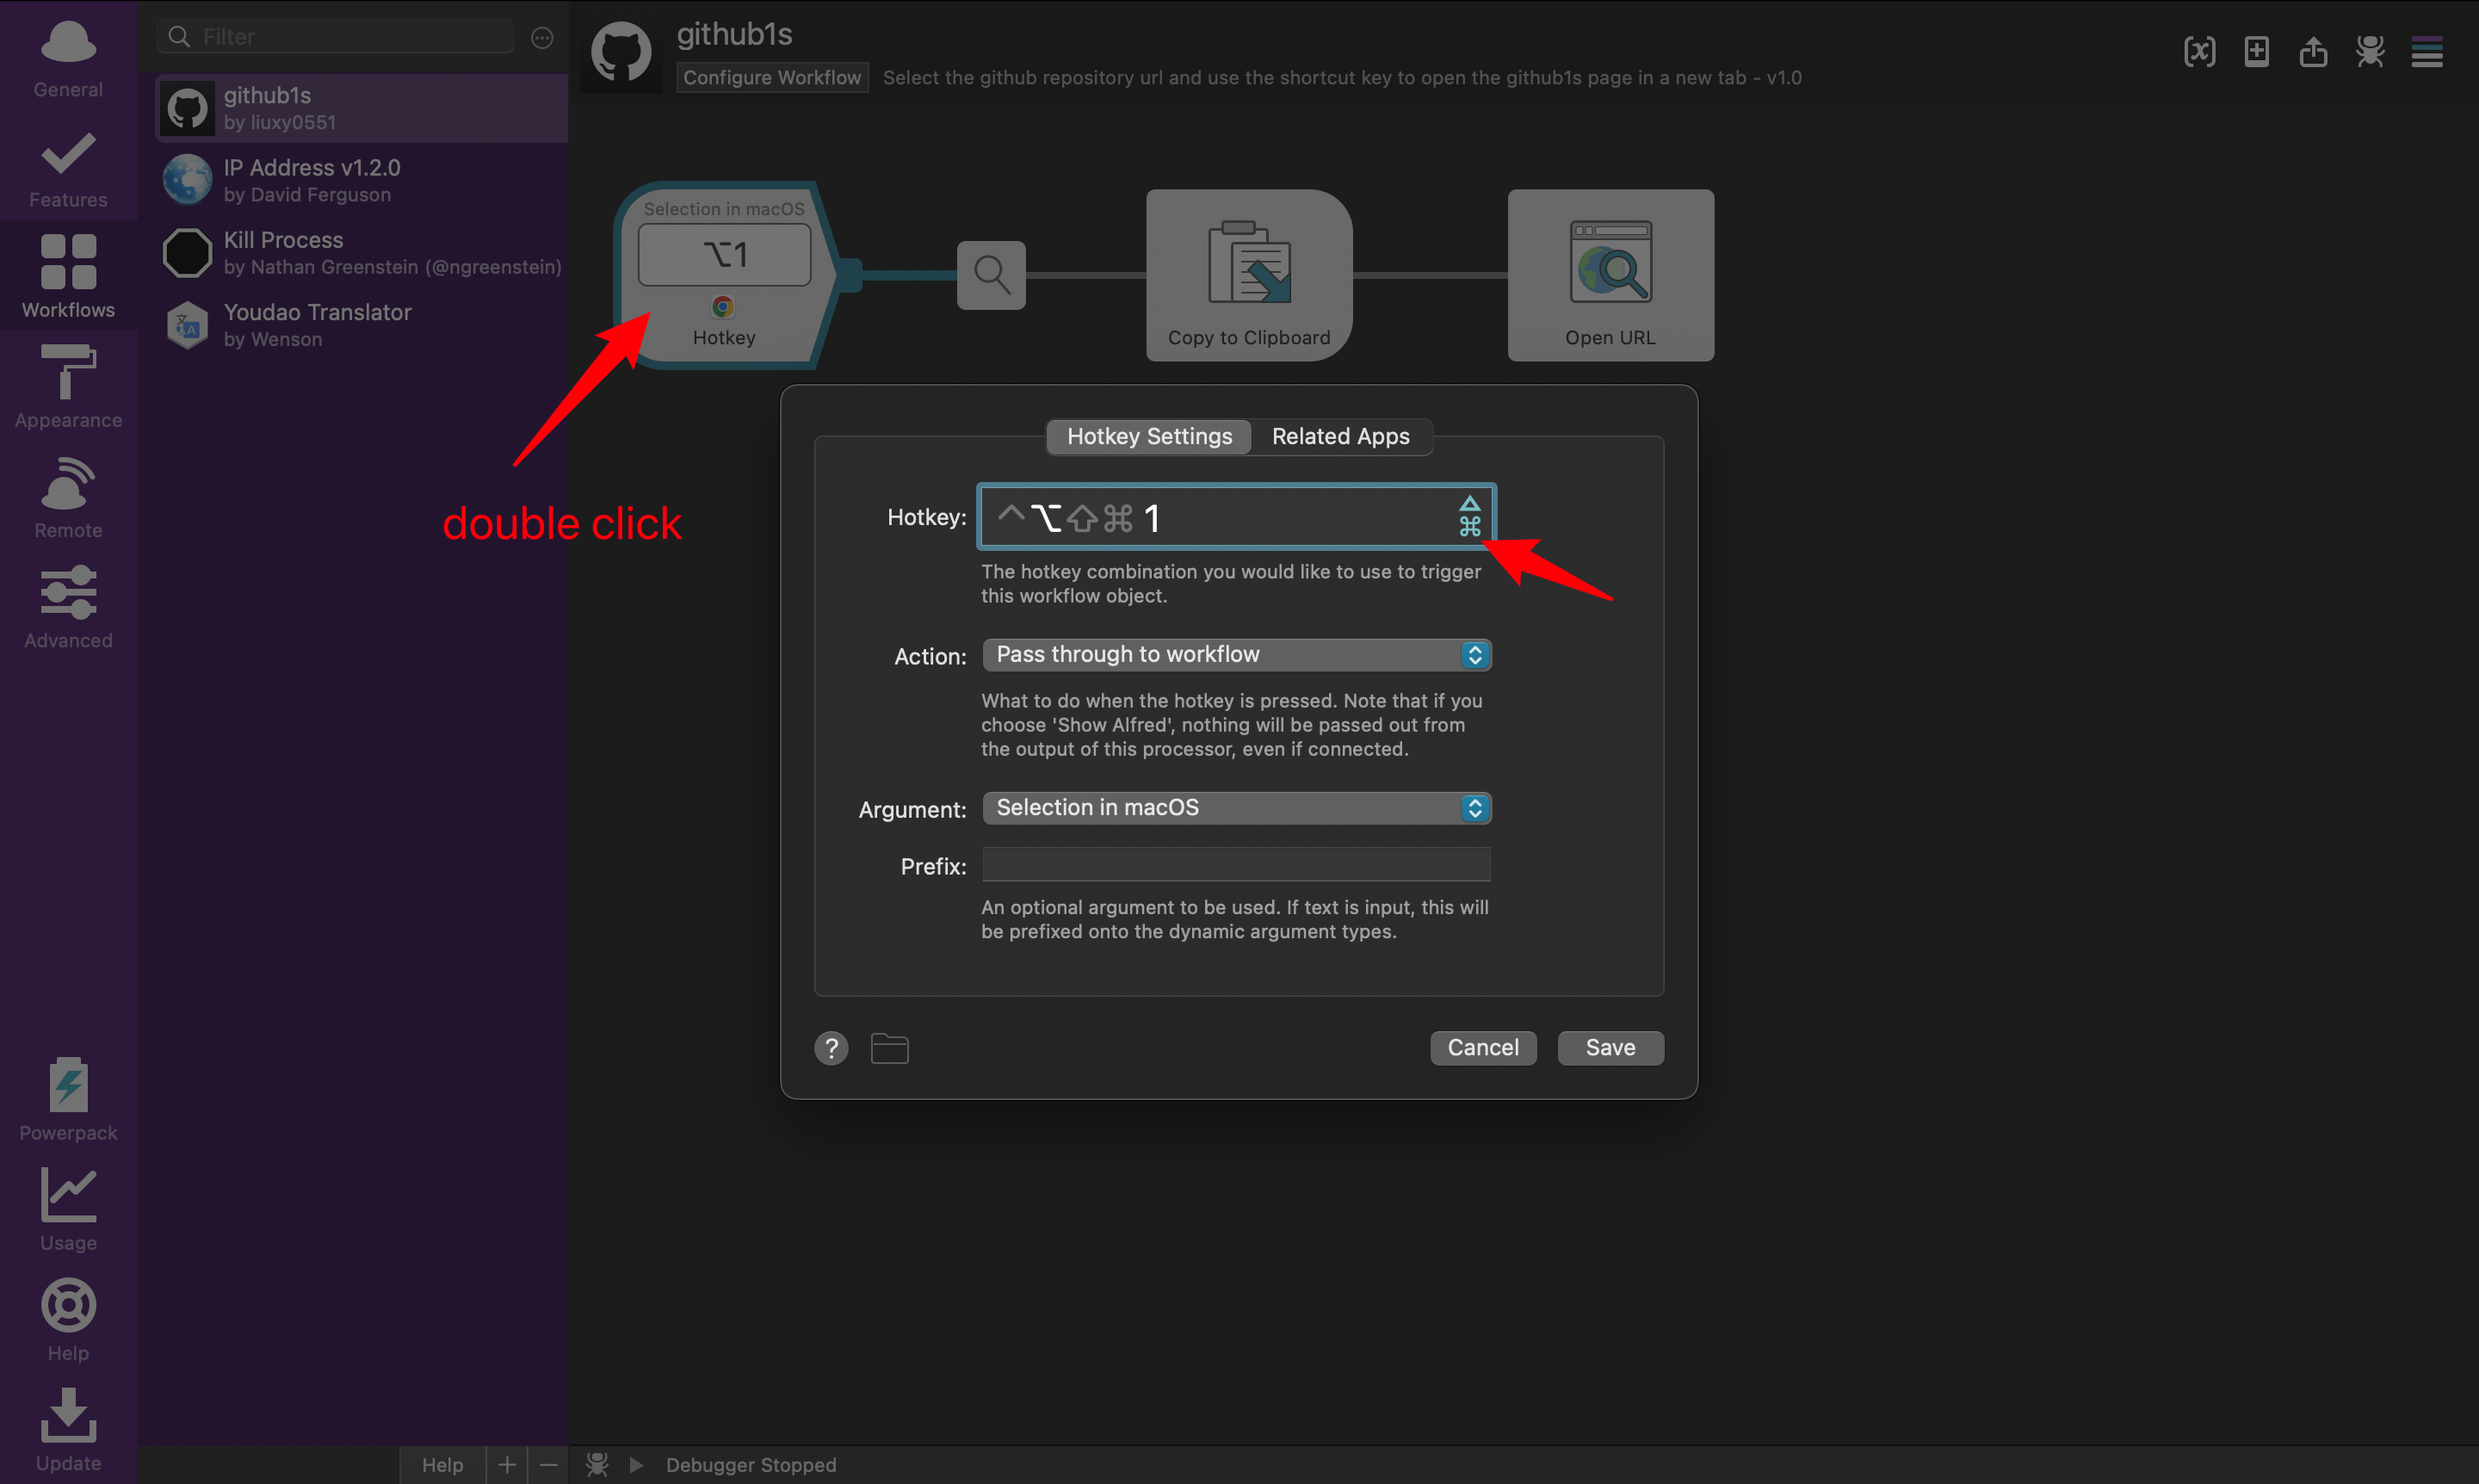 General
Features
Workflows
Appearance
Remote
Advanced
Powerpack
Usage
Help
Update
Filter
github1s
by liuxy0551
IP Address v1.2.0
by David Ferguson
Kill Process
by Nathan Greenstein (@ngreenstein)
Youdao Translator
by Wenson
Help
github1s
Configure Workflow Select the github repository url and use the shortcut key to open the github1s page in a new tab - v1.0
Selection in macOS
⌥1
Hotkey
Copy to Clipboard
Open URL
double click
Hotkey Settings Related Apps
Hotkey: ^⌥⇧⌘ 1
The hotkey combination you would like to use to trigger
this workflow object.
Action: Pass through to workflow
What to do when the hotkey is pressed. Note that if you
choose 'Show Alfred', nothing will be passed out from
the output of this processor, even if connected.
Argument: Selection in macOS
Prefix:
An optional argument to be used. If text is input, this will
be prefixed onto the dynamic argument types.
? Cancel Save
Debugger Stopped